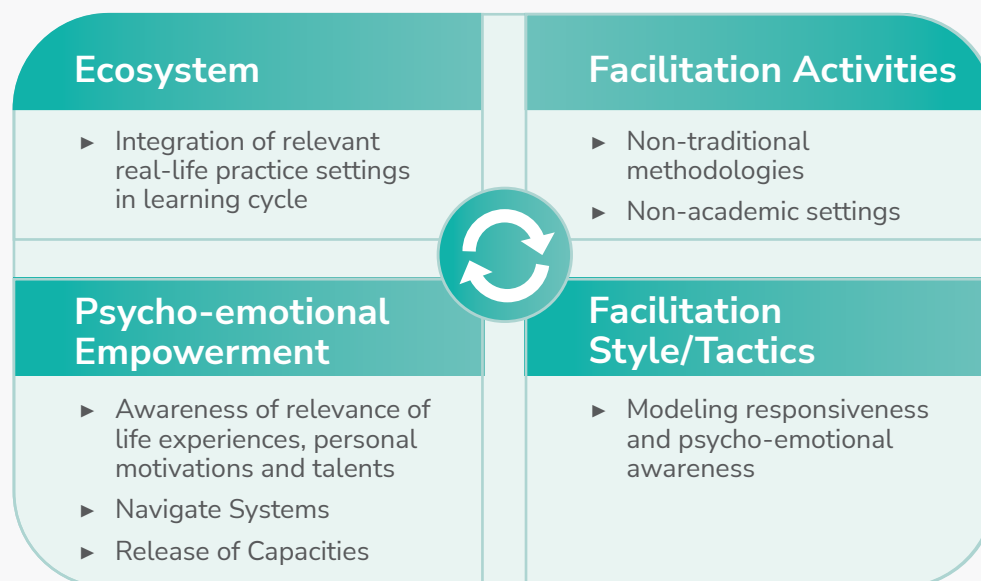 Ecosystem
► Integration of relevant
real-life practice settings
in learning cycle
Facilitation Activities
► Non-traditional
methodologies
► Non-academic settings
Psycho-emotional
Empowerment
► Awareness of relevance of
life experiences, personal
motivations and talents
► Navigate Systems
► Release of Capacities
Facilitation
Style/Tactics
► Modeling responsiveness
and psycho-emotional
awareness